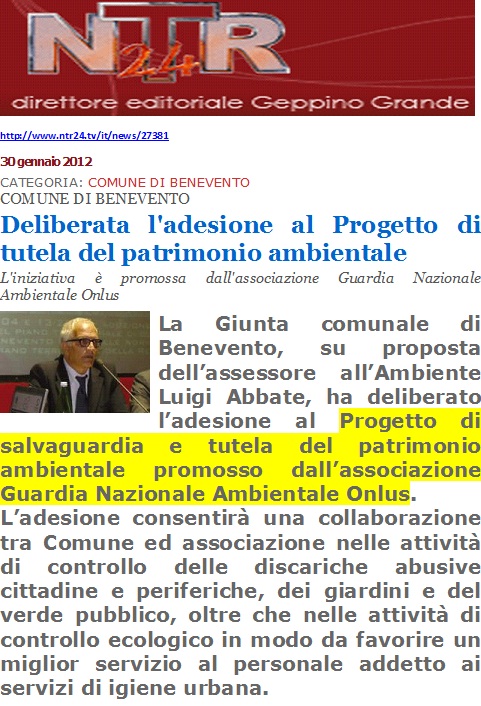 NTR
24
direttore editoriale Geppino Grande
http://www.ntr24.tv/it/news/27381
30 gennaio 2012
CATEGORIA: COMUNE DI BENEVENTO
COMUNE DI BENEVENTO
Deliberata l'adesione al Progetto di
tutela del patrimonio ambientale
L'iniziativa è promossa dall'associazione Guardia Nazionale
Ambientale Onlus
La Giunta comunale di
Benevento, su proposta
dell’assessore all’Ambiente
Luigi Abbate, ha deliberato
l’adesione al Progetto di
salvaguardia e tutela del patrimonio
ambientale promosso dall’associazione
Guardia Nazionale Ambientale Onlus.
L’adesione consentirà una collaborazione
tra Comune ed associazione nelle attività
di controllo delle discariche abusive
cittadine e periferiche, dei giardini e del
verde pubblico, oltre che nelle attività di
controllo ecologico in modo da favorire un
miglior servizio al personale addetto ai
servizi di igiene urbana.